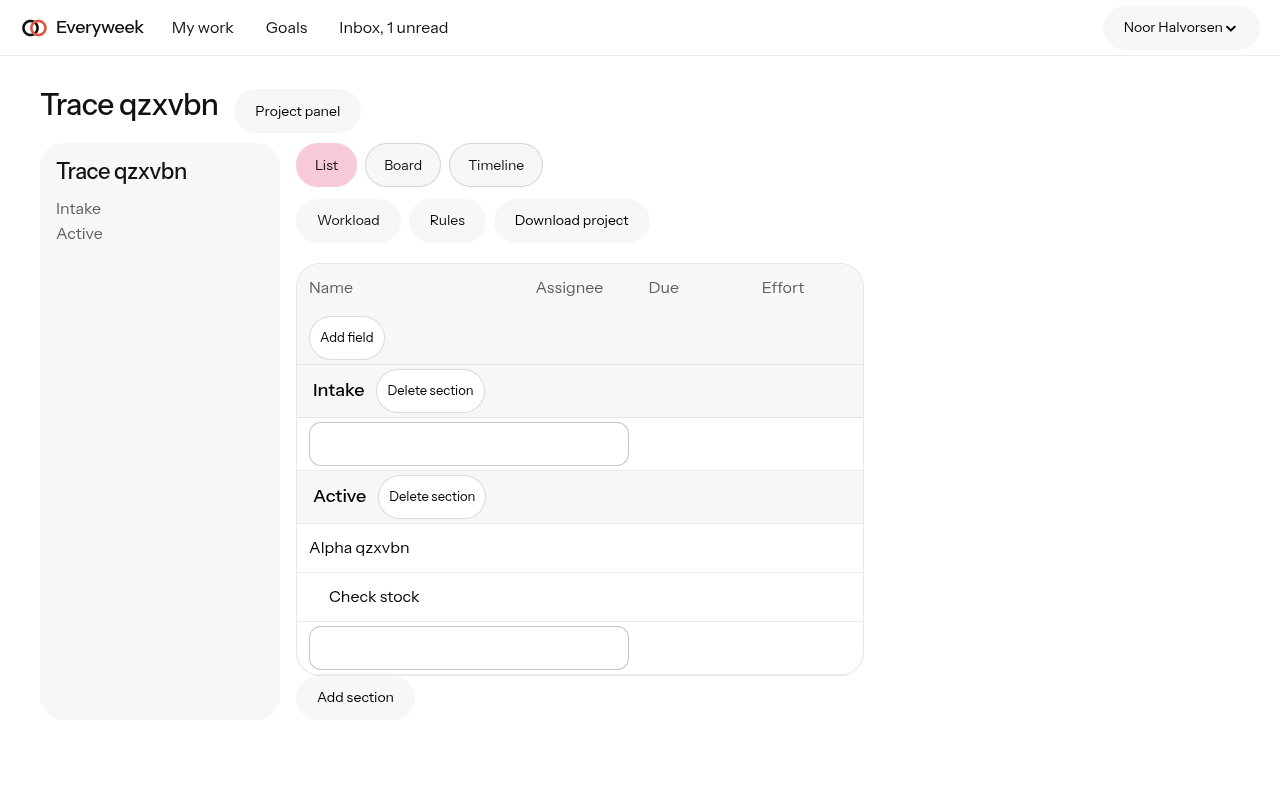 Everyweek My work Goals Inbox, 1 unread Noor Halvorsen
Trace qzxvbn Project panel
Trace qzxvbn
Intake
Active
List Board Timeline
Workload Rules Download project
Name Assignee Due Effort
Add field
Intake Delete section
Active Delete section
Alpha qzxvbn
Check stock
Add section